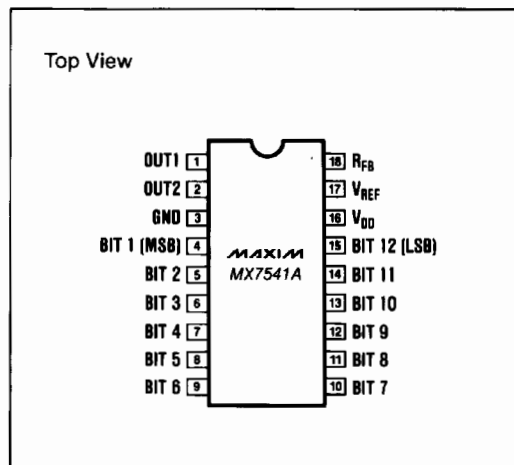 Top View
OUT1 1
OUT2 2
GND 3
BIT 1 (MSB) 4
BIT 2 5
BIT 3 6
BIT 4 7
BIT 5 8
BIT 6 9
MAXIM
MX7541A
18 RFB
17 VREF
16 VDD
15 BIT 12 (LSB)
14 BIT 11
13 BIT 10
12 BIT 9
11 BIT 8
10 BIT 7